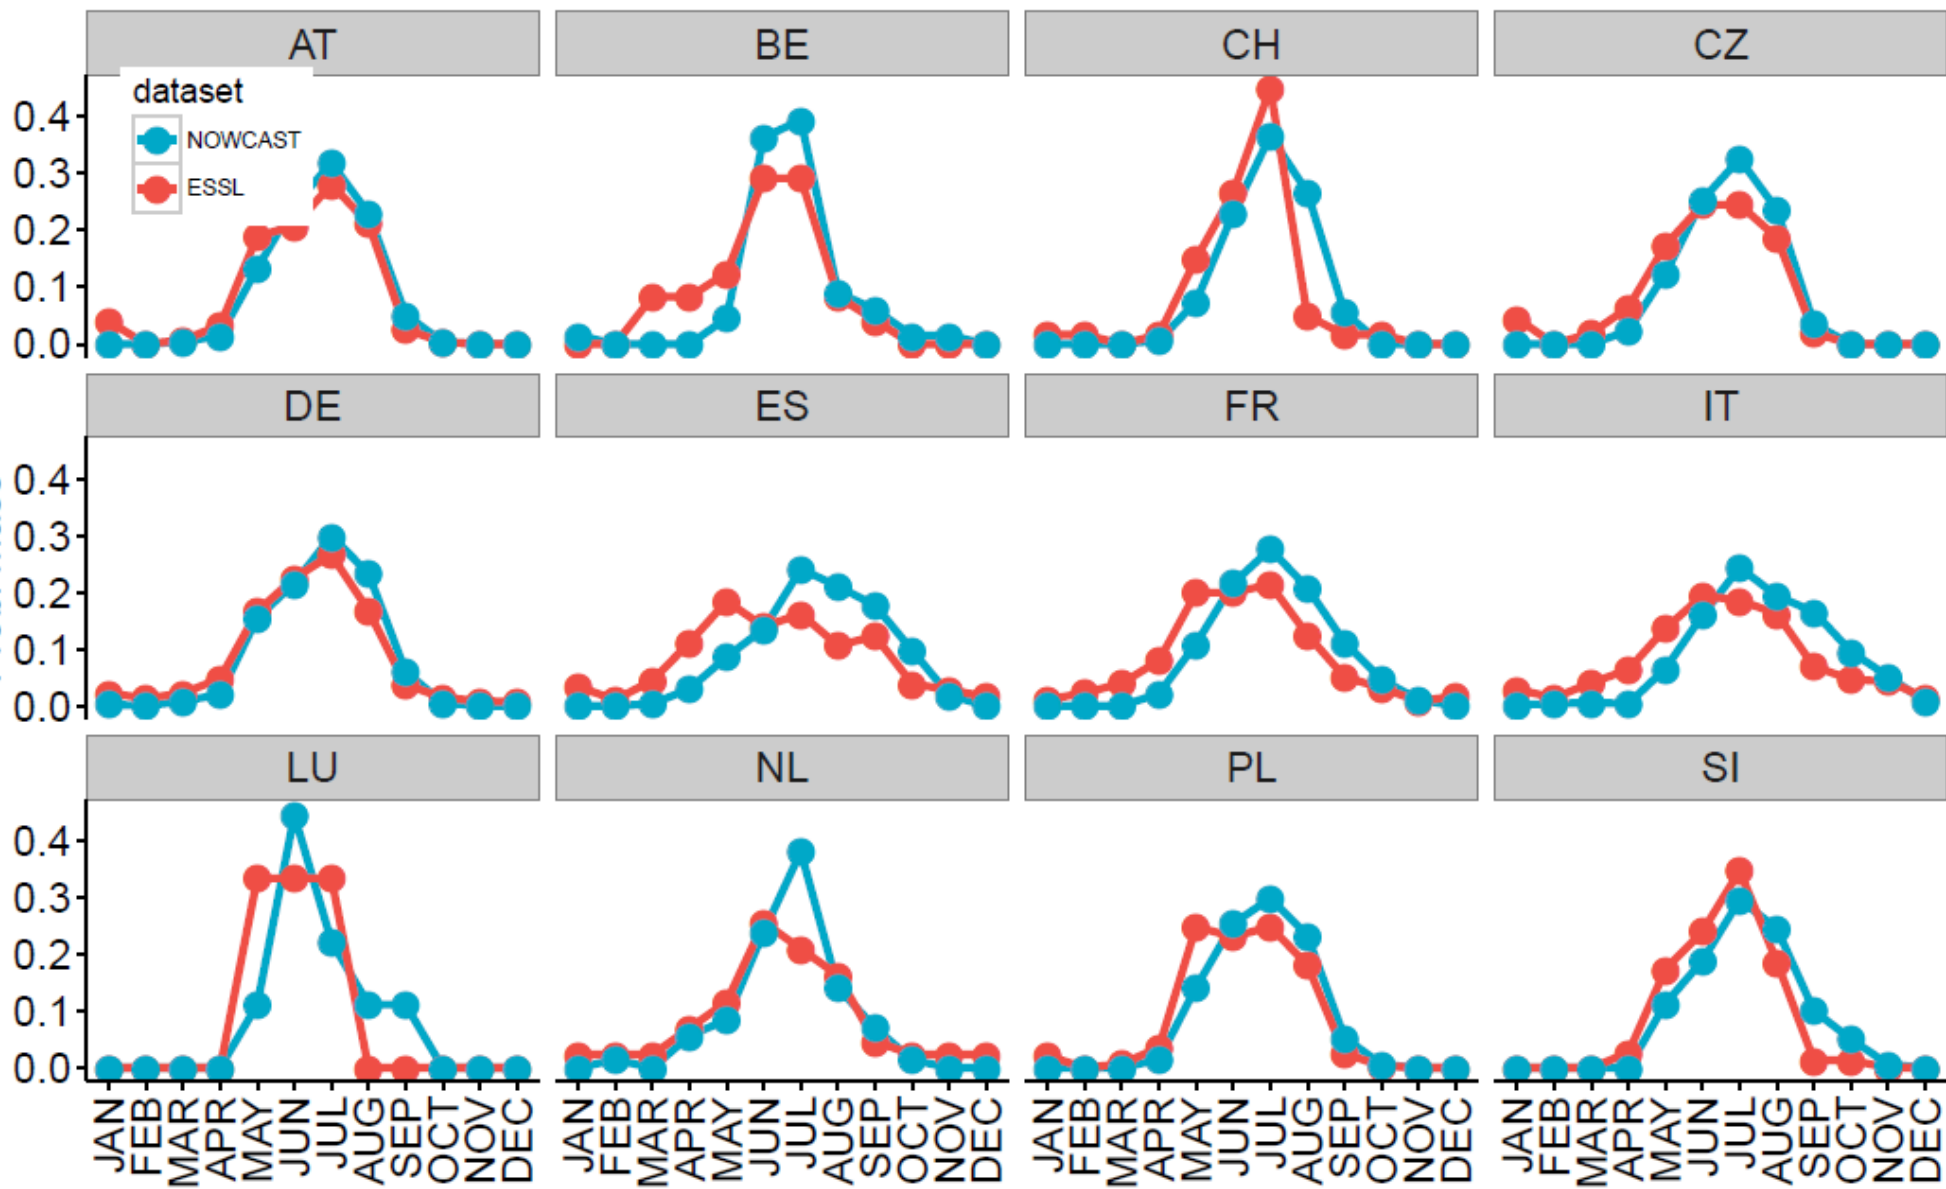 AT BE CH CZ
dataset
NOWCAST
ESSL
0.4
0.3
0.2
0.1
0.0
DE ES FR IT
0.4
0.3
0.2
0.1
0.0
LU NL PL SI
0.4
0.3
0.2
0.1
0.0
JAN FEB MAR APR MAY JUN JUL AUG SEP OCT NOV DEC JAN FEB MAR APR MAY JUN JUL AUG SEP OCT NOV DEC JAN FEB MAR APR MAY JUN JUL AUG SEP OCT NOV DEC JAN FEB MAR APR MAY JUN JUL AUG SEP OCT NOV DEC